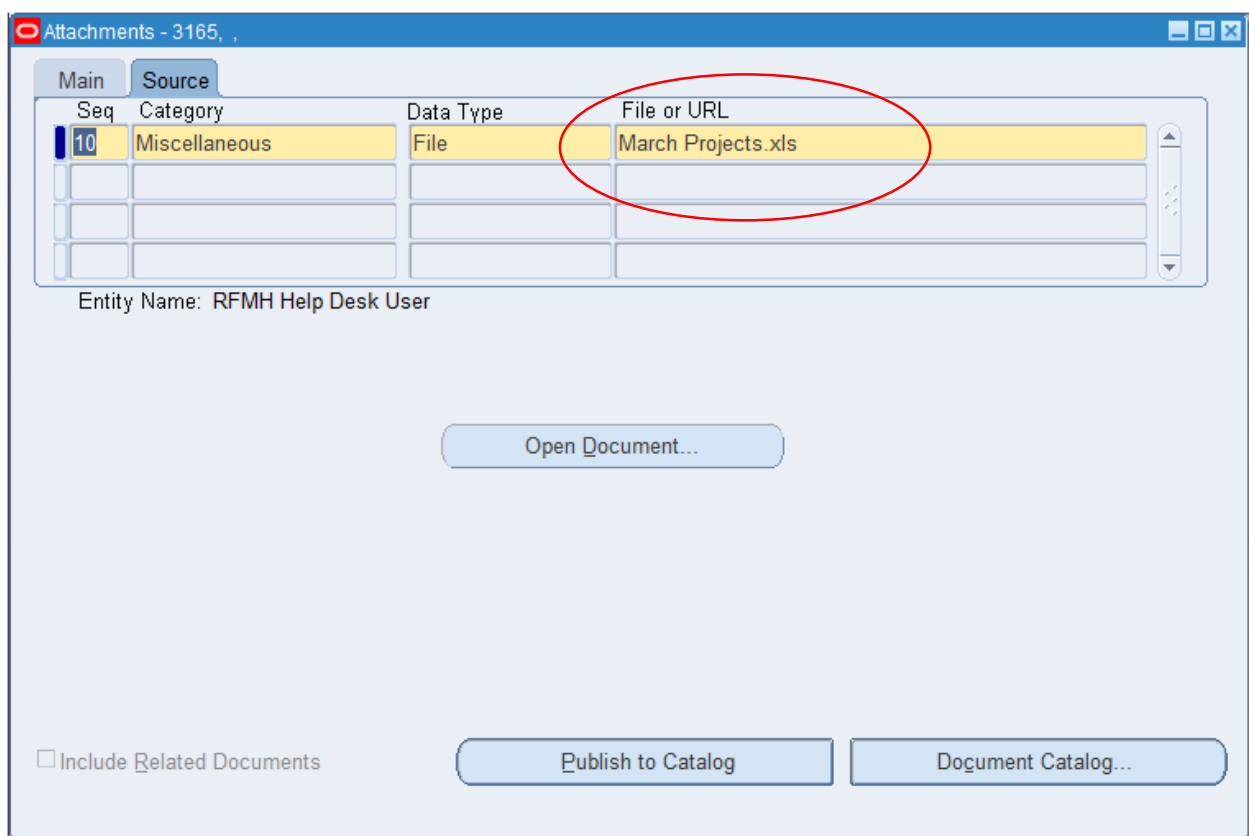 Attachments - 3165, ,
Main Source
Seq Category Data Type File or URL
10 Miscellaneous File March Projects.xls
Entity Name: RFMH Help Desk User
Open Document...
Include Related Documents Publish to Catalog Document Catalog...